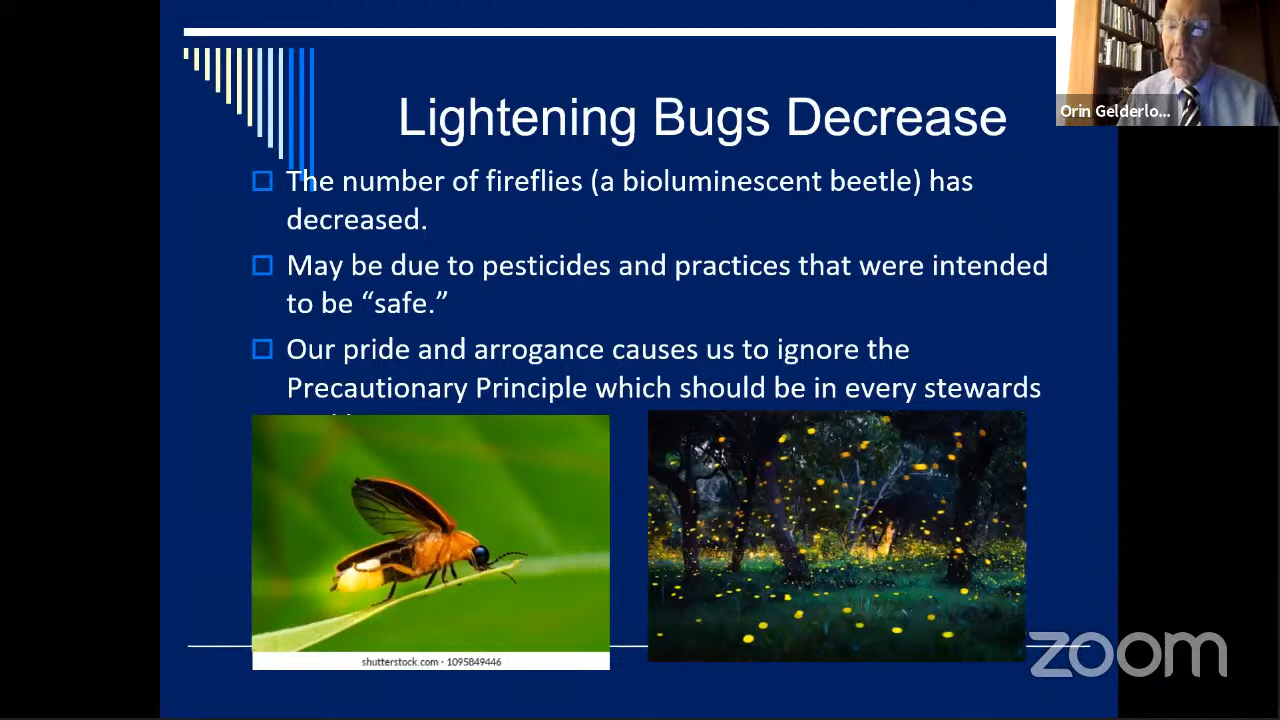 Lightening Bugs Decrease
Orin Gelderlo...
The number of fireflies (a bioluminescent beetle) has
decreased.
May be due to pesticides and practices that were intended
to be “safe.”
Our pride and arrogance causes us to ignore the
Precautionary Principle which should be in every stewards
shutterstock.com · 1095849446
zoom